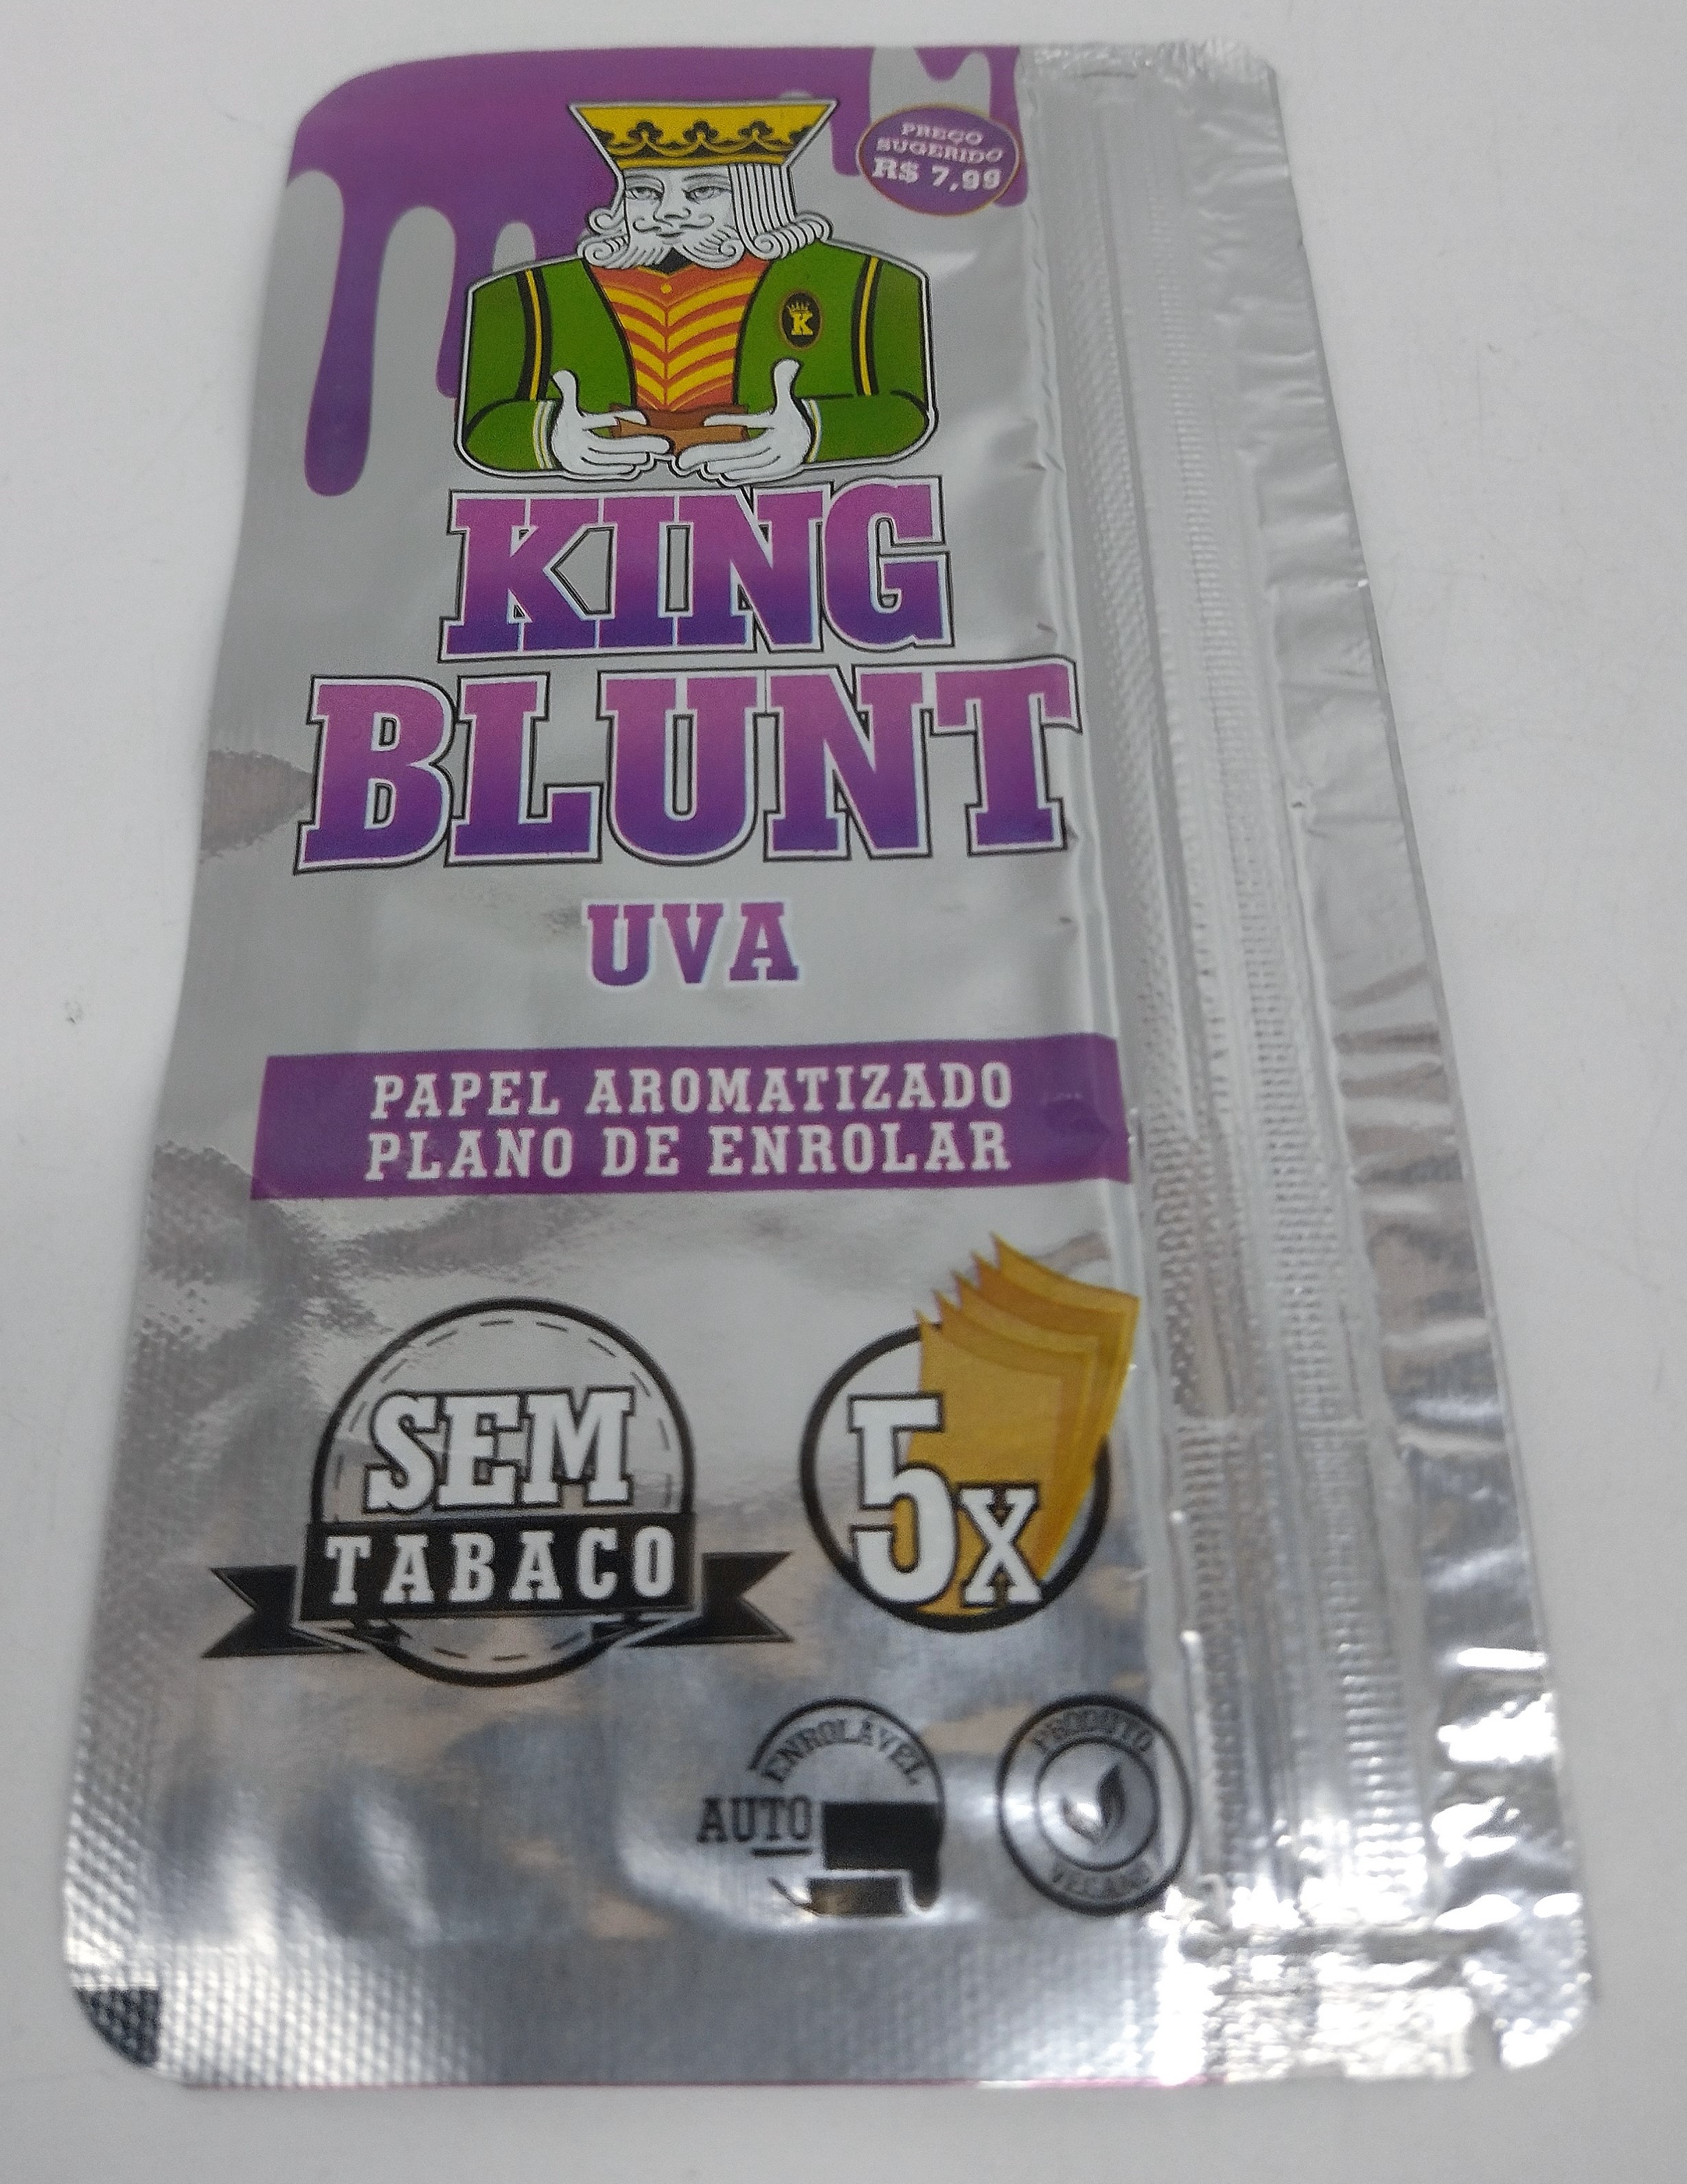 PREÇO
SUGERIDO
R$ 7,99
K
KING
BLUNT
UVA
PAPEL AROMATIZADO
PLANO DE ENROLAR
SEM
TABACO
5X
ENROLÁVEL
AUTO
PRODUTO
VEGANO